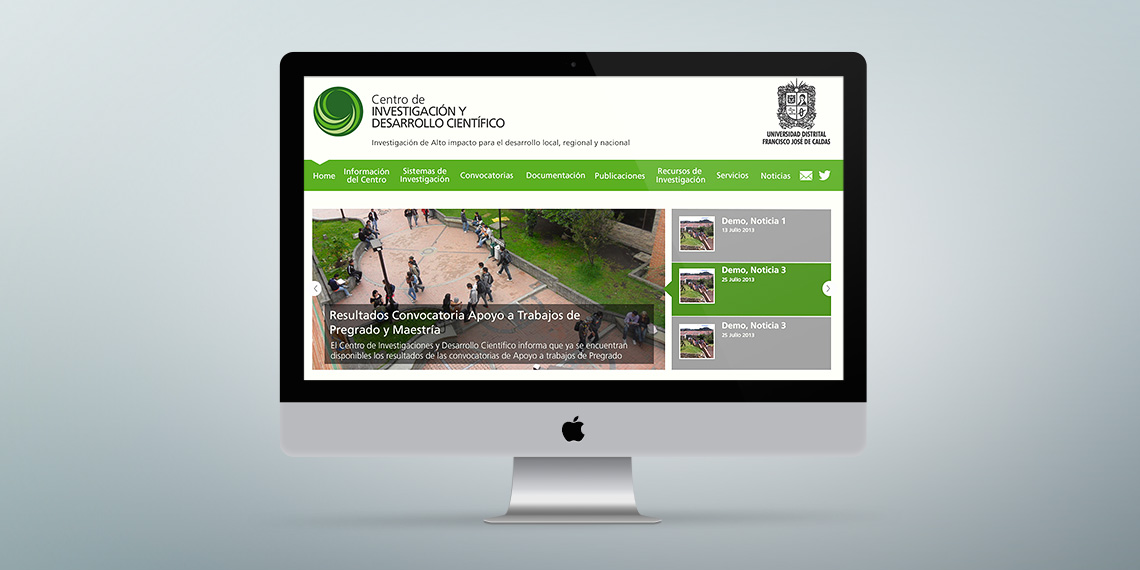 Centro de
INVESTIGACIÓN Y
DESARROLLO CIENTÍFICO
Investigación de Alto impacto para el desarrollo local, regional y nacional
UNIVERSIDAD DISTRITAL
FRANCISCO JOSÉ DE CALDAS
Home
Información
del Centro
Sistemas de
Investigación
Convocatorias
Documentación
Publicaciones
Recursos de
Investigación
Servicios
Noticias
Resultados Convocatoria Apoyo a Trabajos de
Pregrado y Maestría
El Centro de Investigaciones y Desarrollo Científico informa que ya se encuentran
disponibles los resultados de las convocatorias de Apoyo a trabajos de Pregrado
Demo, Noticia 1
13 Julio 2013
Demo, Noticia 3
25 Julio 2013
Demo, Noticia 3
25 Julio 2013